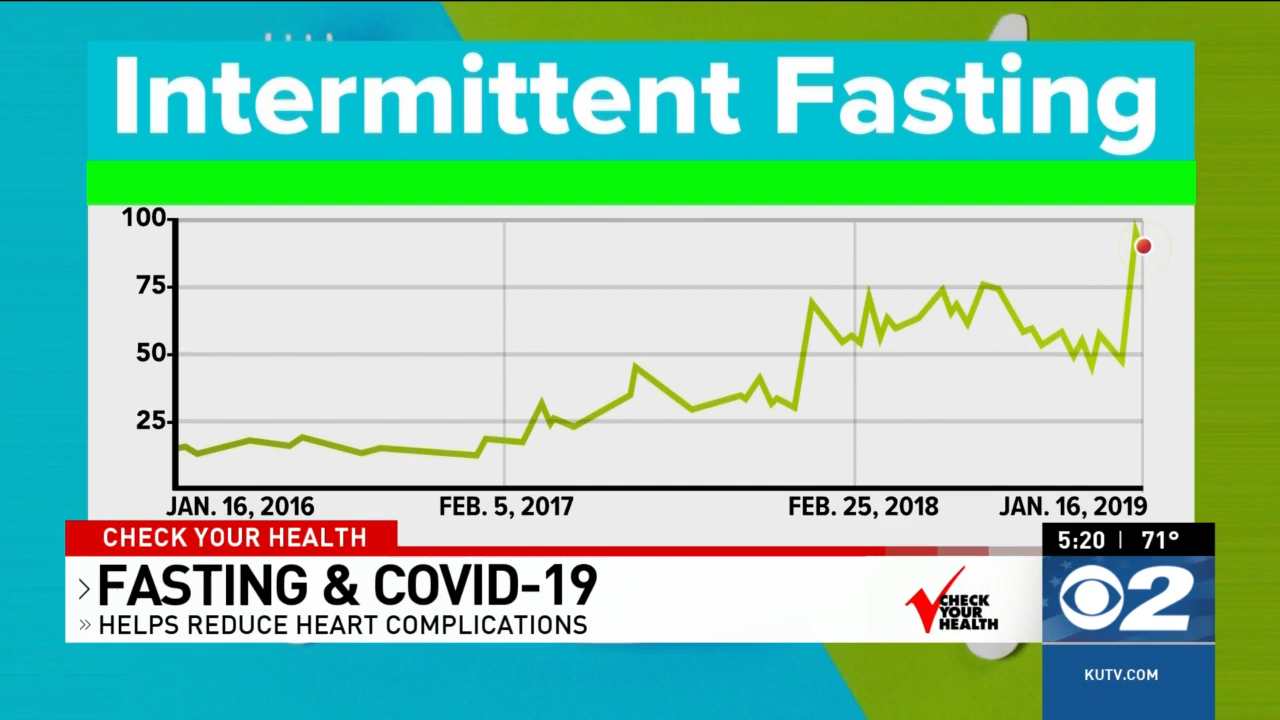 Intermittent Fasting
100
75
50
25
JAN. 16, 2016
FEB. 5, 2017
FEB. 25, 2018
JAN. 16, 2019
CHECK YOUR HEALTH
FASTING & COVID-19
HELPS REDUCE HEART COMPLICATIONS
CHECK
YOUR
HEALTH
5:20 | 71°
2
KUTV.COM